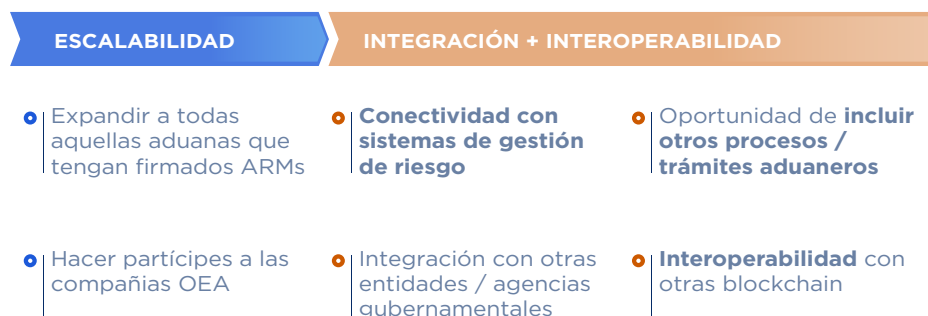 ESCALABILIDAD
INTEGRACIÓN + INTEROPERABILIDAD
Expandir a todas
aquellas aduanas que
tengan firmados ARMs
Conectividad con
sistemas de gestión
de riesgo
Oportunidad de incluir
otros procesos /
trámites aduaneros
Hacer partícipes a las
compañias OEA
Integración con otras
entidades / agencias
gubernamentales
Interoperabilidad con
otras blockchain